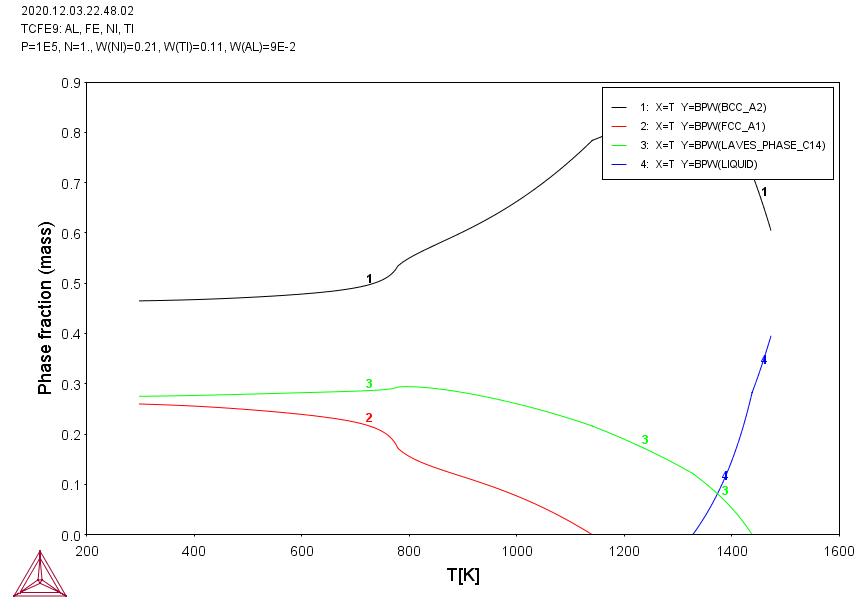 2020.12.03.22.48.02
TCFE9: AL, FE, NI, TI
P=1E5, N=1., W(NI)=0.21, W(TI)=0.11, W(AL)=9E-2
0.9
0.8
0.7
0.6
0.5
0.4
0.3
0.2
0.1
0.0
Phase fraction (mass)
1: X=T Y=BPW(BCC_A2)
2: X=T Y=BPW(FCC_A1)
3: X=T Y=BPW(LAVES_PHASE_C14)
4: X=T Y=BPW(LIQUID)
1
1
4
3
2
3
4
3
200 400 600 800 1000 1200 1400 1600
T[K]